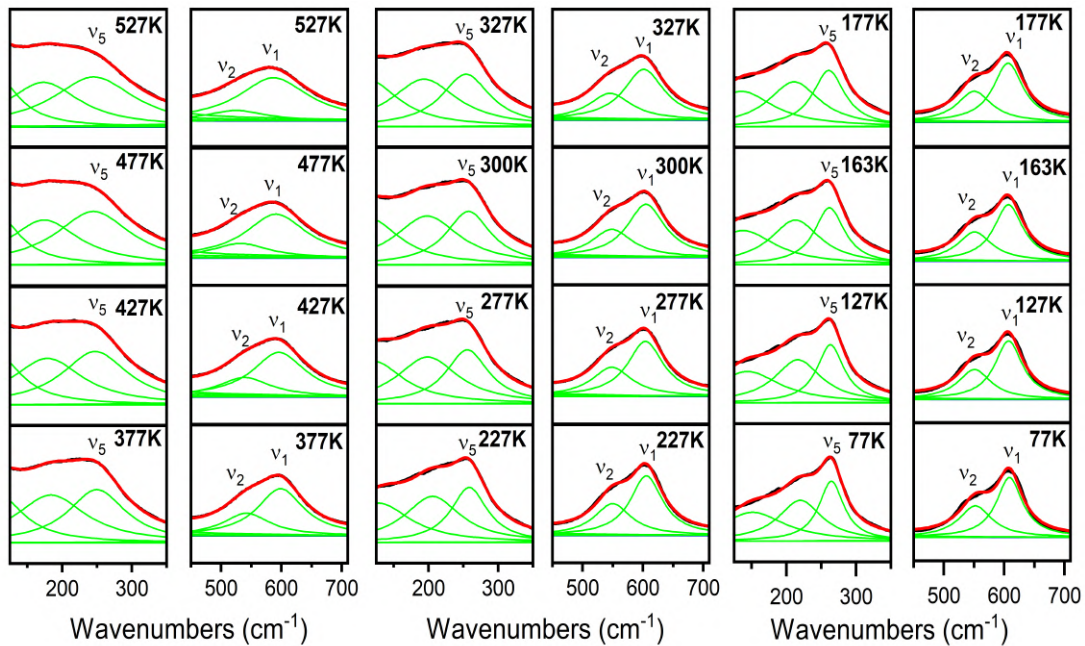 ν5 527K
527K ν2 ν1
327K ν5
327K ν2 ν1
177K ν5
177K ν2 ν1
477K ν5
477K ν2 ν1
300K ν5
300K ν2 ν1
163K ν5
163K ν2 ν1
427K ν5
427K ν2 ν1
277K ν5
277K ν2 ν1
127K ν5
127K ν2 ν1
377K ν5
377K ν2 ν1
227K ν5
227K ν2 ν1
77K ν5
77K ν2 ν1
200 300 500 600 700 200 300 500 600 700 200 300 500 600 700
Wavenumbers (cm-1) Wavenumbers (cm-1) Wavenumbers (cm-1)